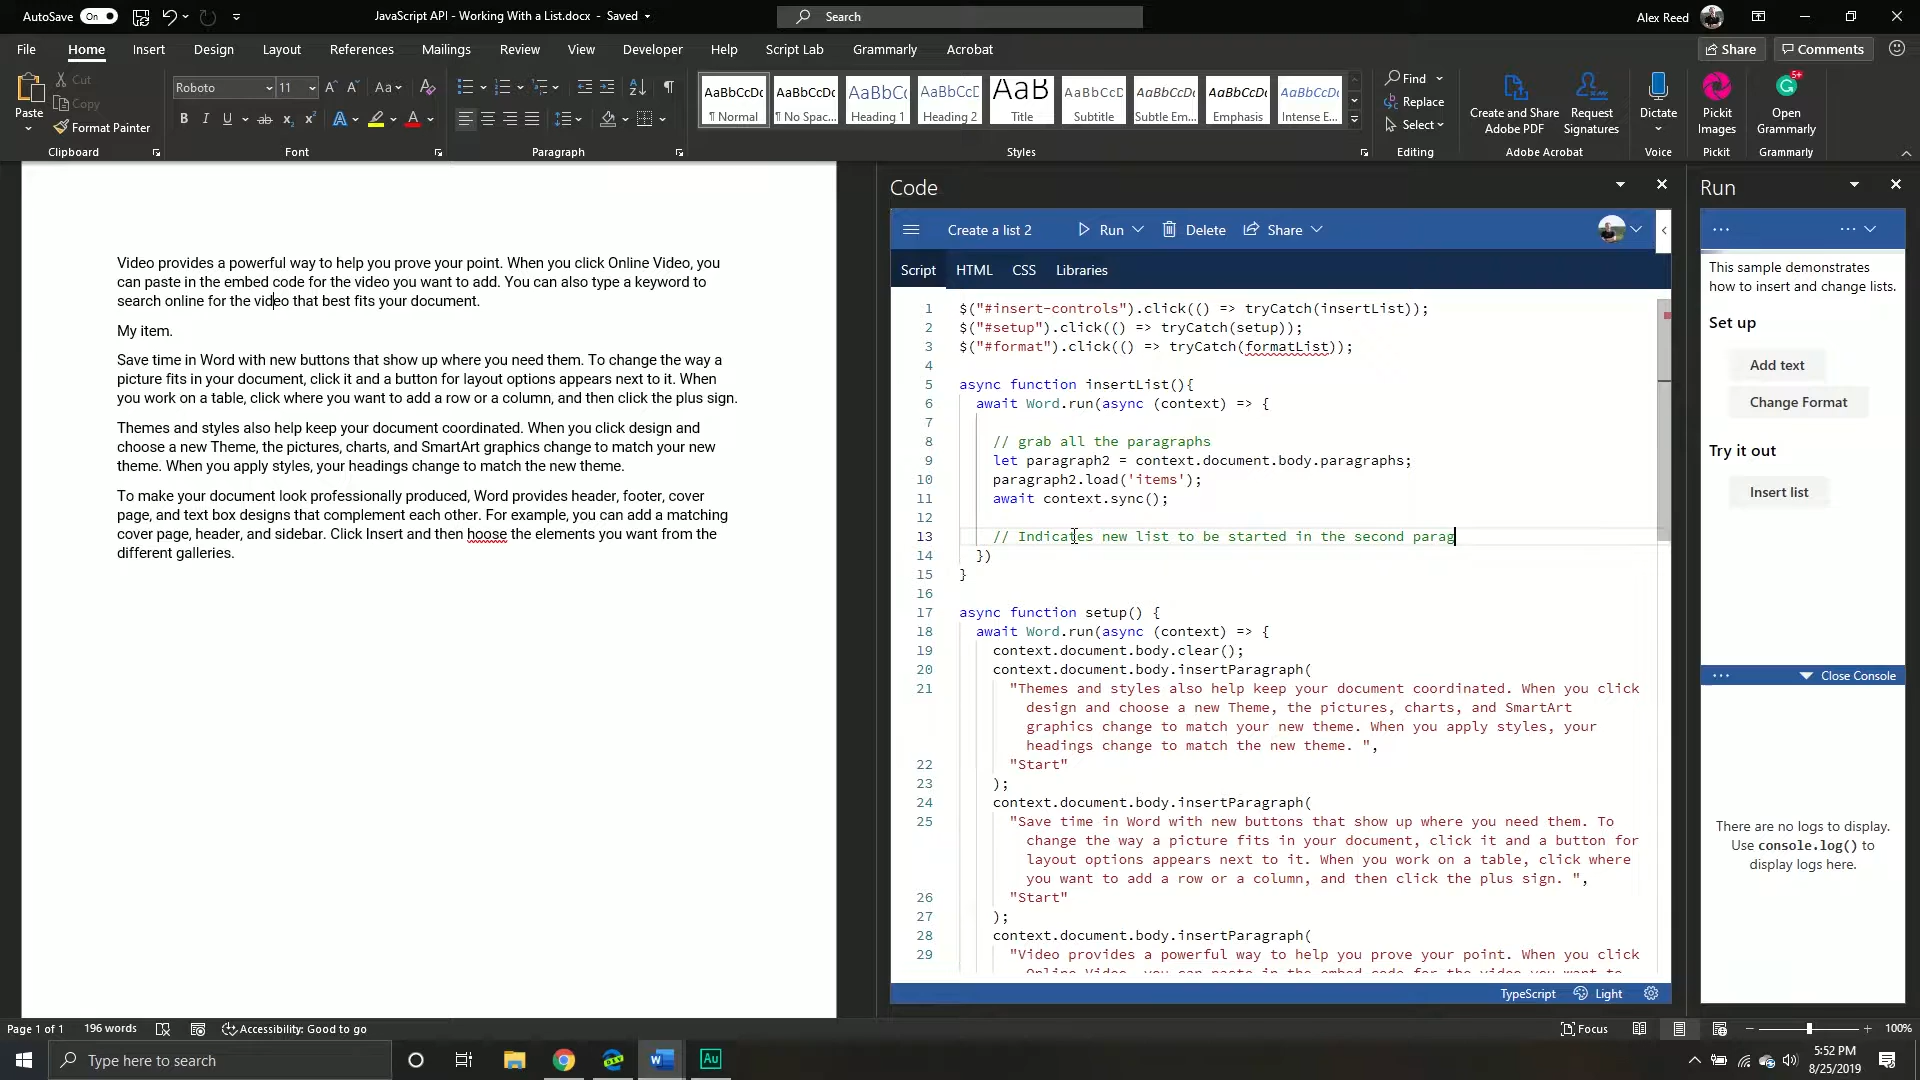 AutoSave On JavaScript API - Working With a List.docx - Saved Search Alex Reed
File Home Insert Design Layout References Mailings Review View Developer Help Script Lab Grammarly Acrobat Share Comments
Paste Cut Copy Format Painter
Roboto 11 Aa
B I U ab x₂ x² A A
AaBbCcDc AaBbCcDc AaBbC AaBbCcD AaB AaBbCcD AaBbCcDt AaBbCcDt AaBbCcDt
¶ Normal ¶ No Spac... Heading 1 Heading 2 Title Subtitle Subtle Em... Emphasis Intense E...
Find
Replace
Select
Create and Share Adobe PDF
Request Signatures
Dictate
Pickit Images
5+
Open Grammarly
Clipboard Font Paragraph Styles Editing Adobe Acrobat Voice Pickit Grammarly
Video provides a powerful way to help you prove your point. When you click Online Video, you
can paste in the embed code for the video you want to add. You can also type a keyword to
search online for the video that best fits your document.
My item.
Save time in Word with new buttons that show up where you need them. To change the way a
picture fits in your document, click it and a button for layout options appears next to it. When
you work on a table, click where you want to add a row or a column, and then click the plus sign.
Themes and styles also help keep your document coordinated. When you click design and
choose a new Theme, the pictures, charts, and SmartArt graphics change to match your new
theme. When you apply styles, your headings change to match the new theme.
To make your document look professionally produced, Word provides header, footer, cover
page, and text box designs that complement each other. For example, you can add a matching
cover page, header, and sidebar. Click Insert and then hoose the elements you want from the
different galleries.
Code
Create a list 2 Run Delete Share
Script HTML CSS Libraries
1 $("#insert-controls").click(() => tryCatch(insertList));
2 $("#setup").click(() => tryCatch(setup));
3 $("#format").click(() => tryCatch(formatList));
4
5 async function insertList(){
6 await Word.run(async (context) => {
7
8 // grab all the paragraphs
9 let paragraph2 = context.document.body.paragraphs;
10 paragraph2.load('items');
11 await context.sync();
12
13 // Indicates new list to be started in the second parag
14 })
15 }
16
17 async function setup() {
18 await Word.run(async (context) => {
19 context.document.body.clear();
20 context.document.body.insertParagraph(
21 "Themes and styles also help keep your document coordinated. When you click
design and choose a new Theme, the pictures, charts, and SmartArt
graphics change to match your new theme. When you apply styles, your
headings change to match the new theme. ",
22 "Start"
23 );
24 context.document.body.insertParagraph(
25 "Save time in Word with new buttons that show up where you need them. To
change the way a picture fits in your document, click it and a button for
layout options appears next to it. When you work on a table, click where
you want to add a row or a column, and then click the plus sign. ",
26 "Start"
27 );
28 context.document.body.insertParagraph(
29 "Video provides a powerful way to help you prove your point. When you click
Online Video, you can paste in the embed code for the video you want to
TypeScript Light
Run
This sample demonstrates
how to insert and change lists.
Set up
Add text
Change Format
Try it out
Insert list
Close Console
There are no logs to display.
Use console.log() to
display logs here.
Page 1 of 1 196 words Accessibility: Good to go Focus 100%
Type here to search
Au
5:52 PM
8/25/2019